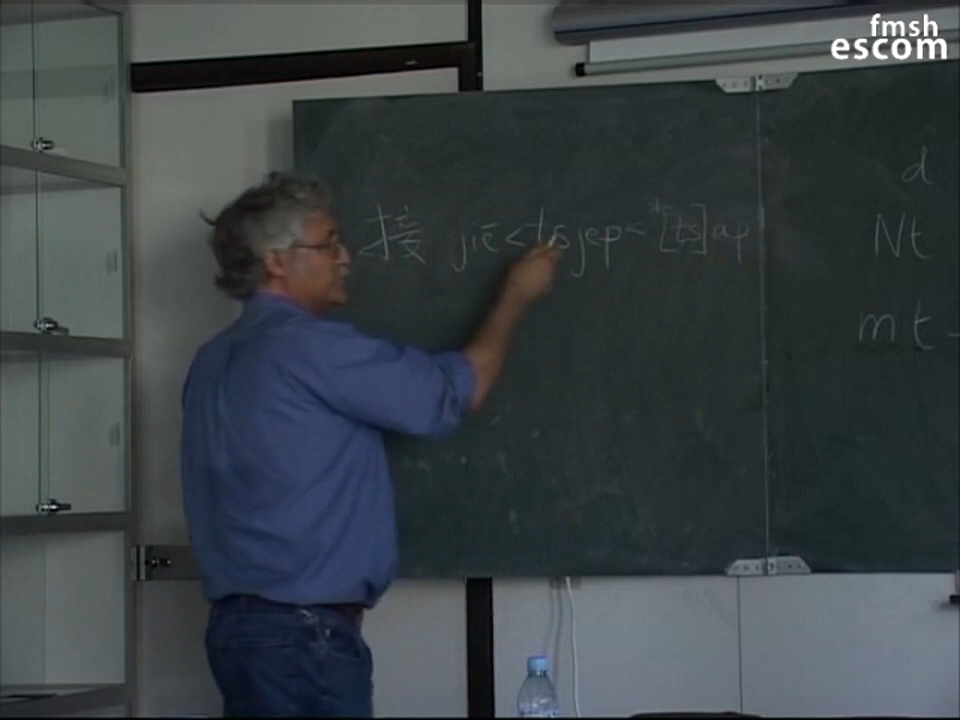 fmsh
escom
接 jiē < tsjep < *[ts]ap
d
Nt
mt -